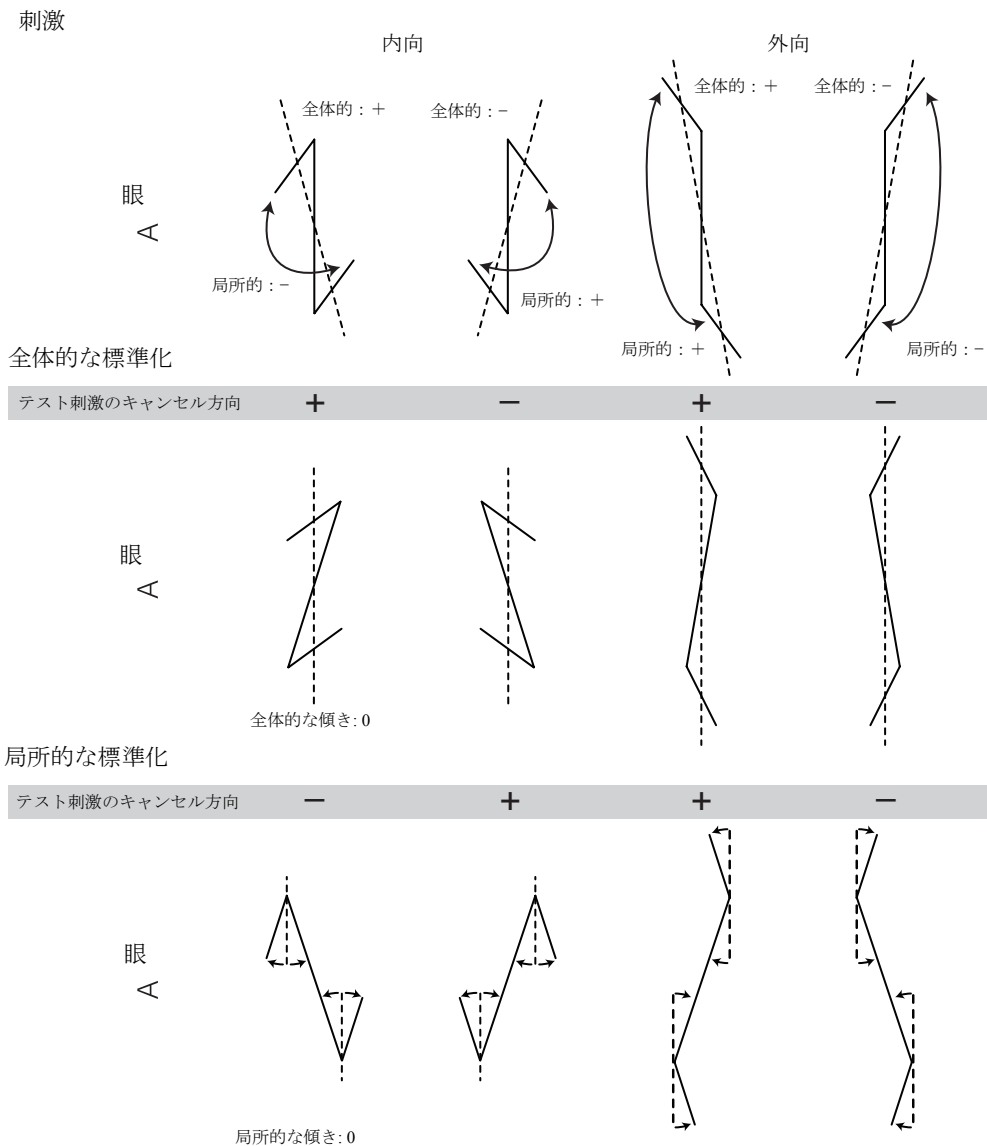 刺激
内向
外向
全体的：＋
全体的：−
全体的：＋
全体的：−
眼
局所的：−
局所的：＋
局所的：＋
局所的：−
全体的な標準化
テスト刺激のキャンセル方向 ＋ − ＋ −
眼
全体的な傾き: 0
局所的な標準化
テスト刺激のキャンセル方向 − ＋ ＋ −
眼
局所的な傾き: 0